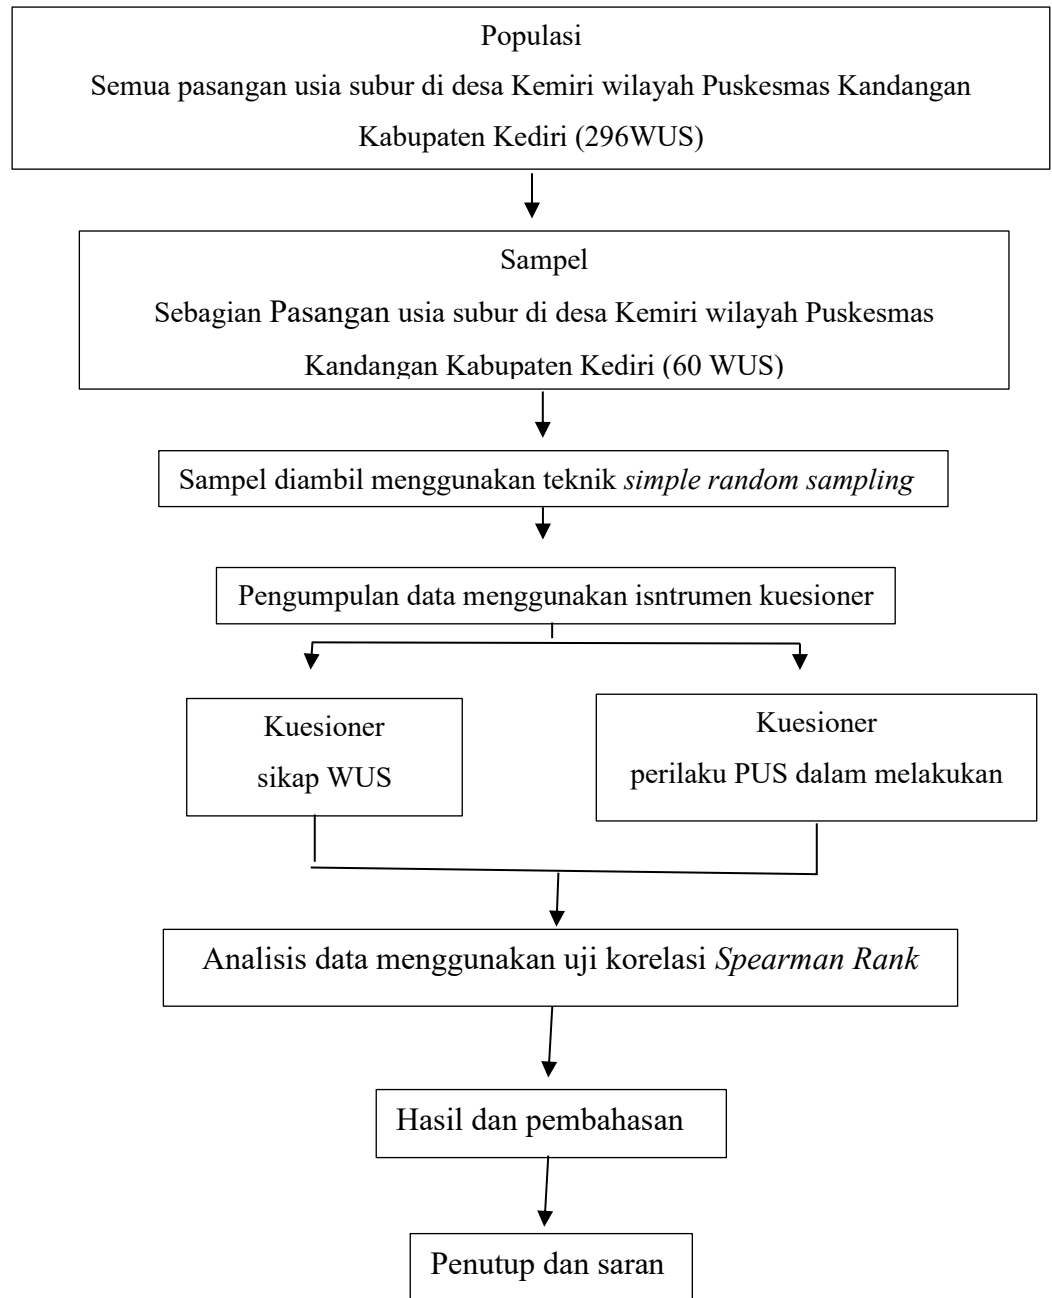 Populasi
Semua pasangan usia subur di desa Kemiri wilayah Puskesmas Kandangan
Kabupaten Kediri (296WUS)
Sampel
Sebagian Pasangan usia subur di desa Kemiri wilayah Puskesmas
Kandangan Kabupaten Kediri (60 WUS)
Sampel diambil menggunakan teknik simple random sampling
Pengumpulan data menggunakan isntrumen kuesioner
Kuesioner
sikap WUS
Kuesioner
perilaku PUS dalam melakukan
Analisis data menggunakan uji korelasi Spearman Rank
Hasil dan pembahasan
Penutup dan saran